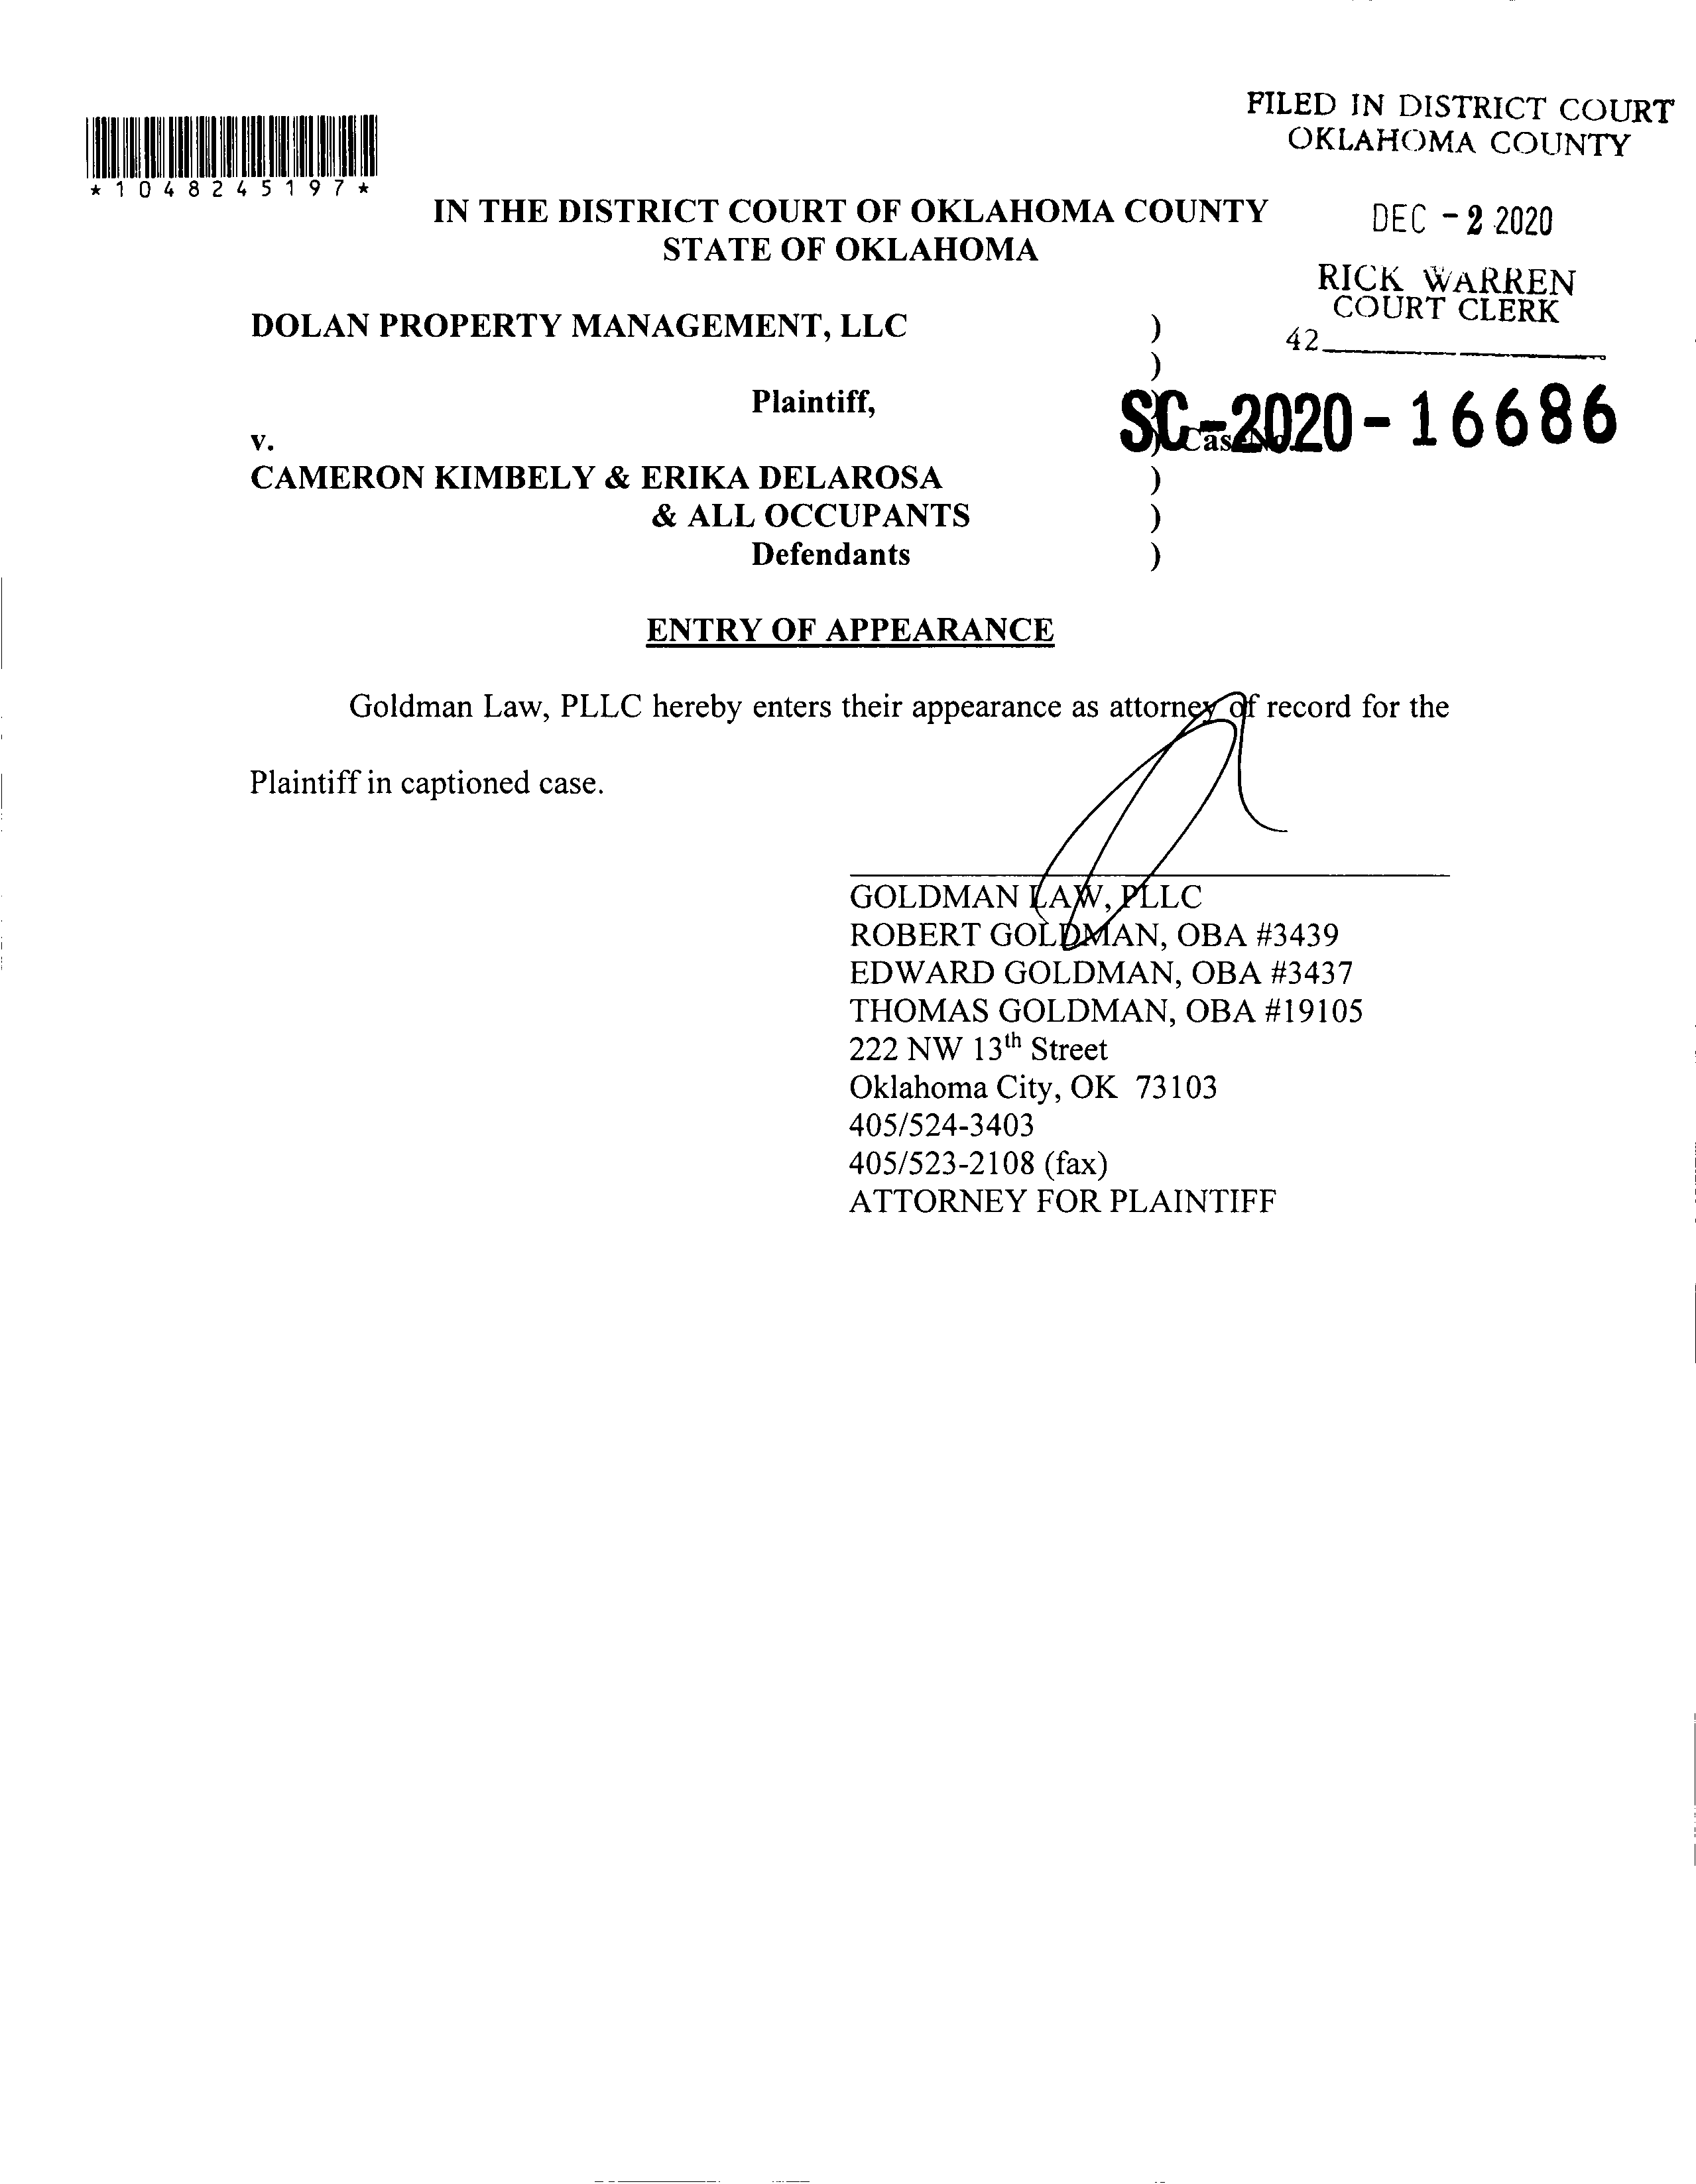 FILED IN DISTRICT COURT
OKLAHOMA COUNTY
*1048245197*
IN THE DISTRICT COURT OF OKLAHOMA COUNTY
STATE OF OKLAHOMA
DEC - 2 2020
RICK WARREN
COURT CLERK
42
DOLAN PROPERTY MANAGEMENT, LLC )
)
Plaintiff, )
SC-2020-16686
v. ) Case No.
CAMERON KIMBELY & ERIKA DELAROSA )
& ALL OCCUPANTS )
Defendants )
ENTRY OF APPEARANCE
Goldman Law, PLLC hereby enters their appearance as attorney of record for the
Plaintiff in captioned case.
GOLDMAN LAW, PLLC
ROBERT GOLDMAN, OBA #3439
EDWARD GOLDMAN, OBA #3437
THOMAS GOLDMAN, OBA #19105
222 NW 13th Street
Oklahoma City, OK 73103
405/524-3403
405/523-2108 (fax)
ATTORNEY FOR PLAINTIFF